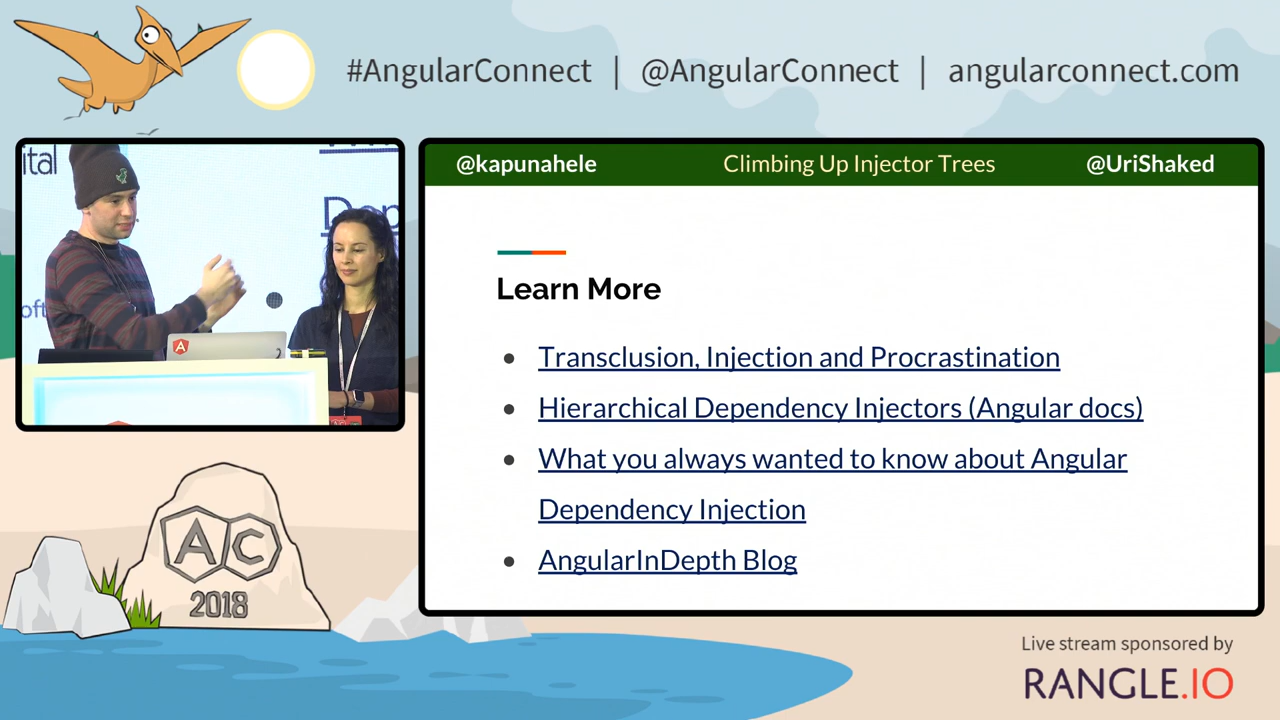 #AngularConnect | @AngularConnect | angularconnect.com
@kapunahele Climbing Up Injector Trees @UriShaked
Learn More
Transclusion, Injection and Procrastination
Hierarchical Dependency Injectors (Angular docs)
What you always wanted to know about Angular
Dependency Injection
AngularInDepth Blog
AC
2018
Live stream sponsored by
RANGLE.IO